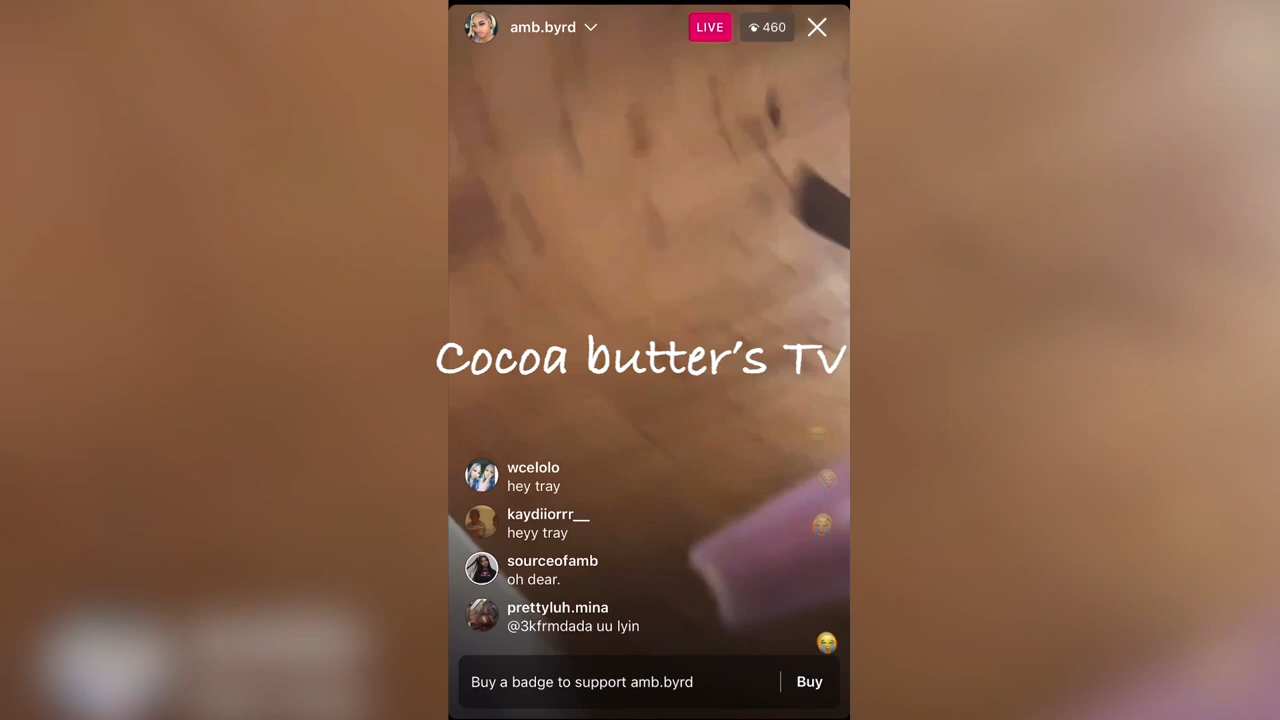 amb.byrd
LIVE
460
Cocoa butter's TV
wcelolo
hey tray
kaydiiorrr__
heyy tray
sourceofamb
oh dear.
prettyluh.mina
@3kfrmdada uu lyin
Buy a badge to support amb.byrd
Buy